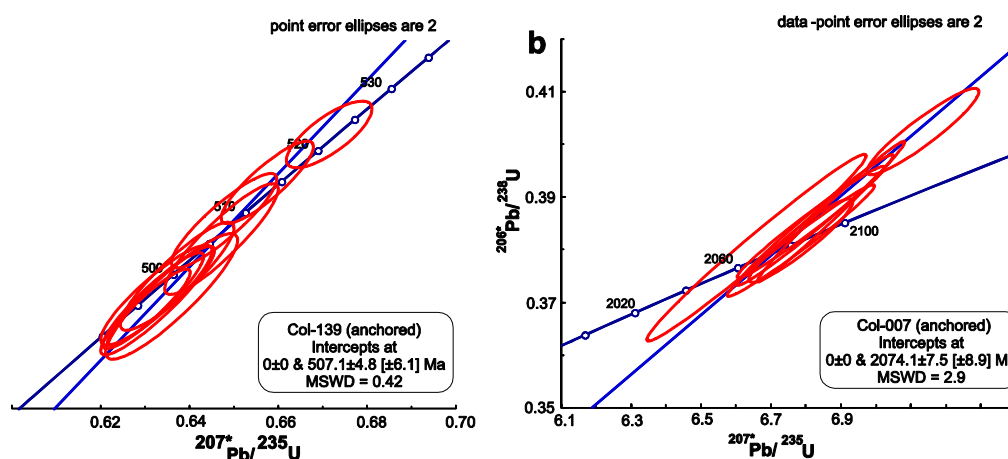 point error ellipses are 2
530
520
510
500
Col-139 (anchored)
Intercepts at
0±0 & 507.1±4.8 [±6.1] Ma
MSWD = 0.42
0.62 0.64 0.66 0.68 0.70
207*Pb/235U
b
data -point error ellipses are 2
0.41
0.39
0.37
0.35
206*Pb/238U
2100
2060
2020
Col-007 (anchored)
Intercepts at
0±0 & 2074.1±7.5 [±8.9] M
MSWD = 2.9
6.1 6.3 6.5 6.7 6.9
207*Pb/ 235U